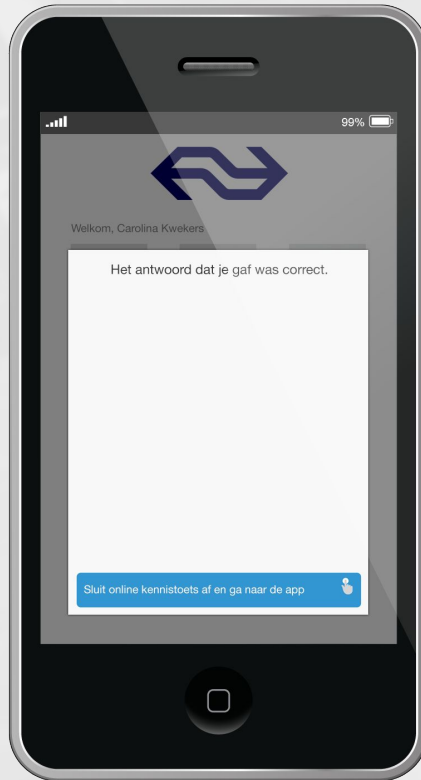 99%
Welkom, Carolina Kwekers
Het antwoord dat je gaf was correct.
Sluit online kennistoets af en ga naar de app